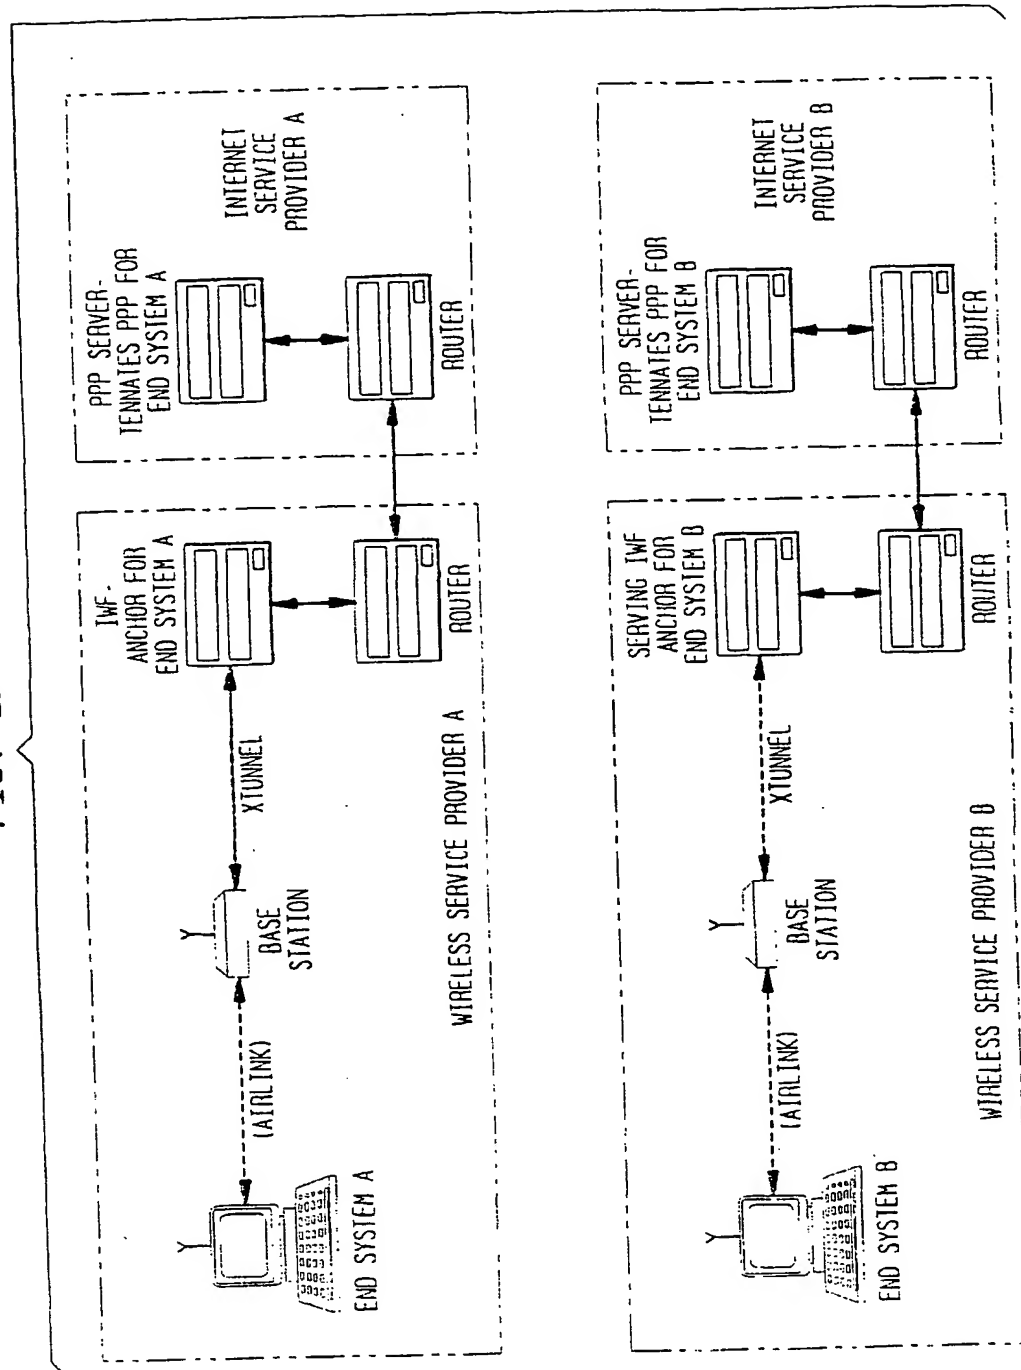 PPP SERVER-
TENNATES PPP FOR
END SYSTEM A
INTERNET
SERVICE
PROVIDER A
ROUTER
IWF-
ANCHOR FOR
END SYSTEM A
ROUTER
XTUNNEL
BASE
STATION
(AIRLINK)
END SYSTEM A
WIRELESS SERVICE PROVIDER A
PPP SERVER-
TENNATES PPP FOR
END SYSTEM B
INTERNET
SERVICE
PROVIDER B
ROUTER
SERVING IWF
ANCHOR FOR
END SYSTEM B
ROUTER
XTUNNEL
BASE
STATION
(AIRLINK)
END SYSTEM B
WIRELESS SERVICE PROVIDER B